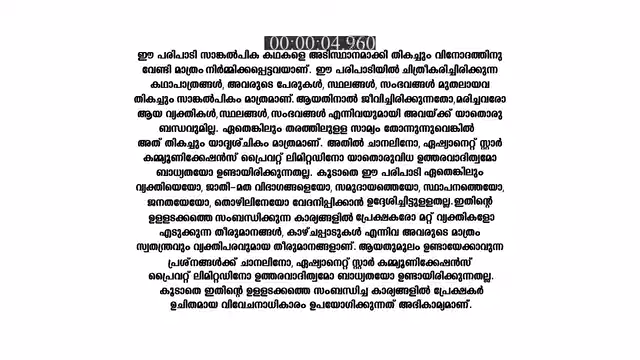 00:00:04.960
ഈ പരിപാടി സാങ്കൽപിക കഥകളെ അടിസ്ഥാനമാക്കി തികച്ചും വിനോദത്തിനു
വേണ്ടി മാത്രം നിർമ്മിക്കപ്പെട്ടവയാണ്. ഈ പരിപാടിയിൽ ചിത്രീകരിച്ചിരിക്കുന്ന
കഥാപാത്രങ്ങൾ, അവരുടെ പേരുകൾ, സ്ഥലങ്ങൾ, സംഭവങ്ങൾ മുതലായവ
തികച്ചും സാങ്കൽപികം മാത്രമാണ്. ആയതിനാൽ ജീവിച്ചിരിക്കുന്നതോ,മരിച്ചവരോ
ആയ വ്യക്തികൾ,സ്ഥലങ്ങൾ,സംഭവങ്ങൾ എന്നിവയുമായി അവയ്ക്ക് യാതൊരു
ബന്ധവുമില്ല. ഏതെങ്കിലും തരത്തിലുളള സാമ്യം തോന്നുന്നുവെങ്കിൽ
അത് തികച്ചും യാദൃശ്ചികം മാത്രമാണ്. അതിൽ ചാനലിനോ, ഏഷ്യാനെറ്റ് സ്റ്റാർ
കമ്മ്യൂണിക്കേഷൻസ് പ്രൈവറ്റ് ലിമിറ്റഡിനോ യാതൊരുവിധ ഉത്തരവാദിത്വമോ
ബാധ്യതയോ ഉണ്ടായിരിക്കുന്നതല്ല. കൂടാതെ ഈ പരിപാടി ഏതെങ്കിലും
വ്യക്തിയെയോ, ജാതി-മത വിഭാഗങ്ങളെയോ, സമുദായത്തെയോ, സ്ഥാപനത്തെയോ,
ജനതയേയോ, തൊഴിലിനേയോ വേദനിപ്പിക്കാൻ ഉദ്ദേശിച്ചിട്ടുളളതല്ല.ഇതിന്റെ
ഉളളടക്കത്തെ സംബന്ധിക്കുന്ന കാര്യങ്ങളിൽ പ്രേക്ഷകരോ മറ്റ് വ്യക്തികളോ
എടുക്കുന്ന തീരുമാനങ്ങൾ, കാഴ്ചപ്പാടുകൾ എന്നിവ അവരുടെ മാത്രം
സ്വതന്ത്രവും വ്യക്തിപരവുമായ തീരുമാനങ്ങളാണ്. ആയതുമൂലം ഉണ്ടായേക്കാവുന്ന
പ്രശ്നങ്ങൾക്ക് ചാനലിനോ, ഏഷ്യാനെറ്റ് സ്റ്റാർ കമ്മ്യൂണിക്കേഷൻസ്
പ്രൈവറ്റ് ലിമിറ്റഡിനോ ഉത്തരവാദിത്വമോ ബാധ്യതയോ ഉണ്ടായിരിക്കുന്നതല്ല.
കൂടാതെ ഇതിന്റെ ഉളളടക്കത്തെ സംബന്ധിച്ച കാര്യങ്ങളിൽ പ്രേക്ഷകർ
ഉചിതമായ വിവേചനാധികാരം ഉപയോഗിക്കുന്നത് അഭികാമ്യമാണ്.